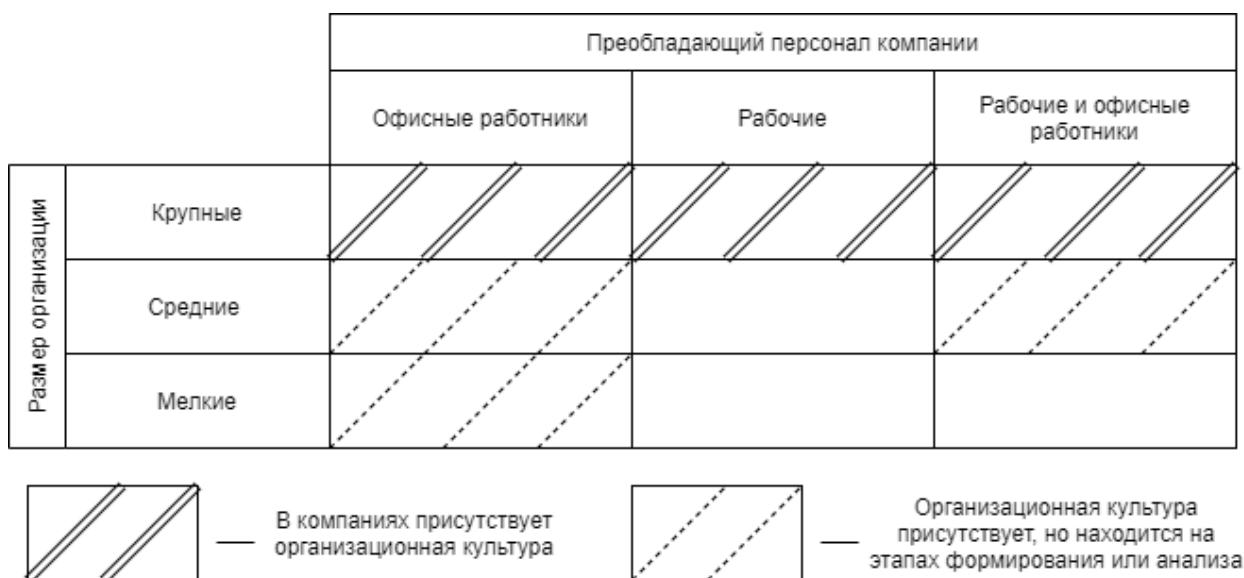 Преобладающий персонал компании
Офисные работники
Рабочие
Рабочие и офисные
работники
Размер организации
Крупные
Средние
Мелкие
В компаниях присутствует
организационная культура
Организационная культура
присутствует, но находится на
этапах формирования или анализа